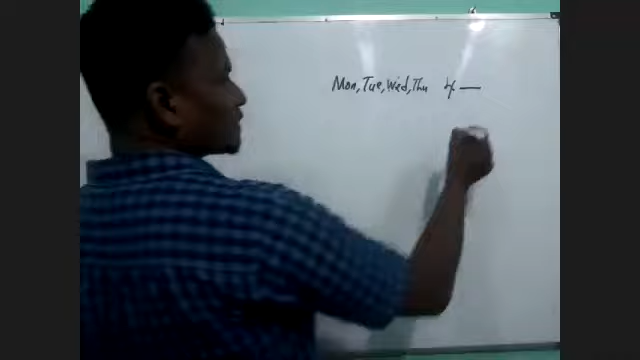 Mon, Tue, Wed, Thu 4 —